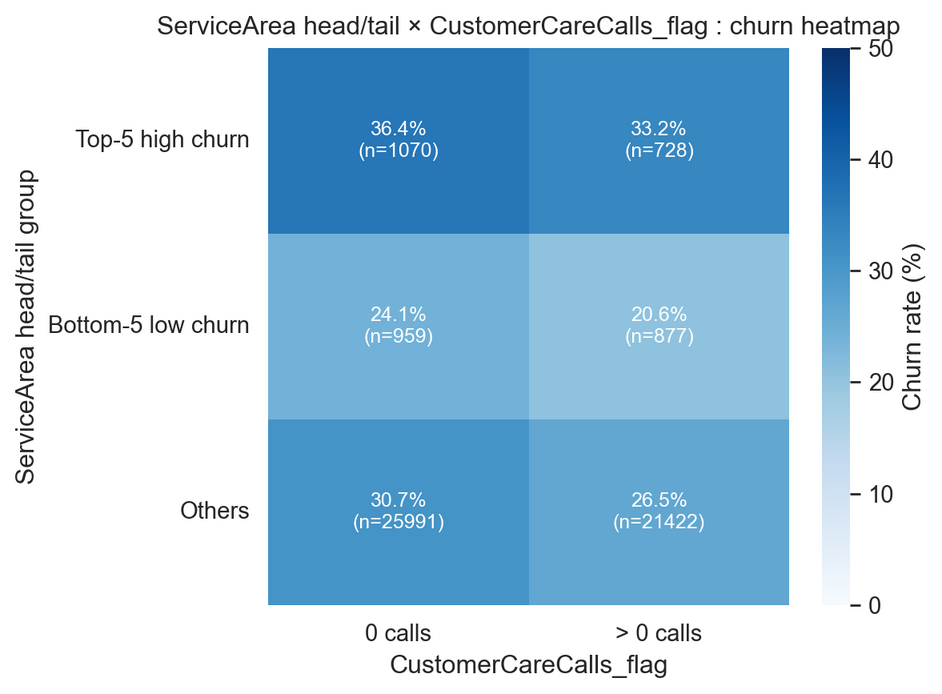 ServiceArea head/tail × CustomerCareCalls_flag : churn heatmap
ServiceArea head/tail group
Top-5 high churn
Bottom-5 low churn
Others
36.4%
(n=1070)
33.2%
(n=728)
24.1%
(n=959)
20.6%
(n=877)
30.7%
(n=25991)
26.5%
(n=21422)
0 calls
> 0 calls
CustomerCareCalls_flag
50
40
30
20
10
0
Churn rate (%)